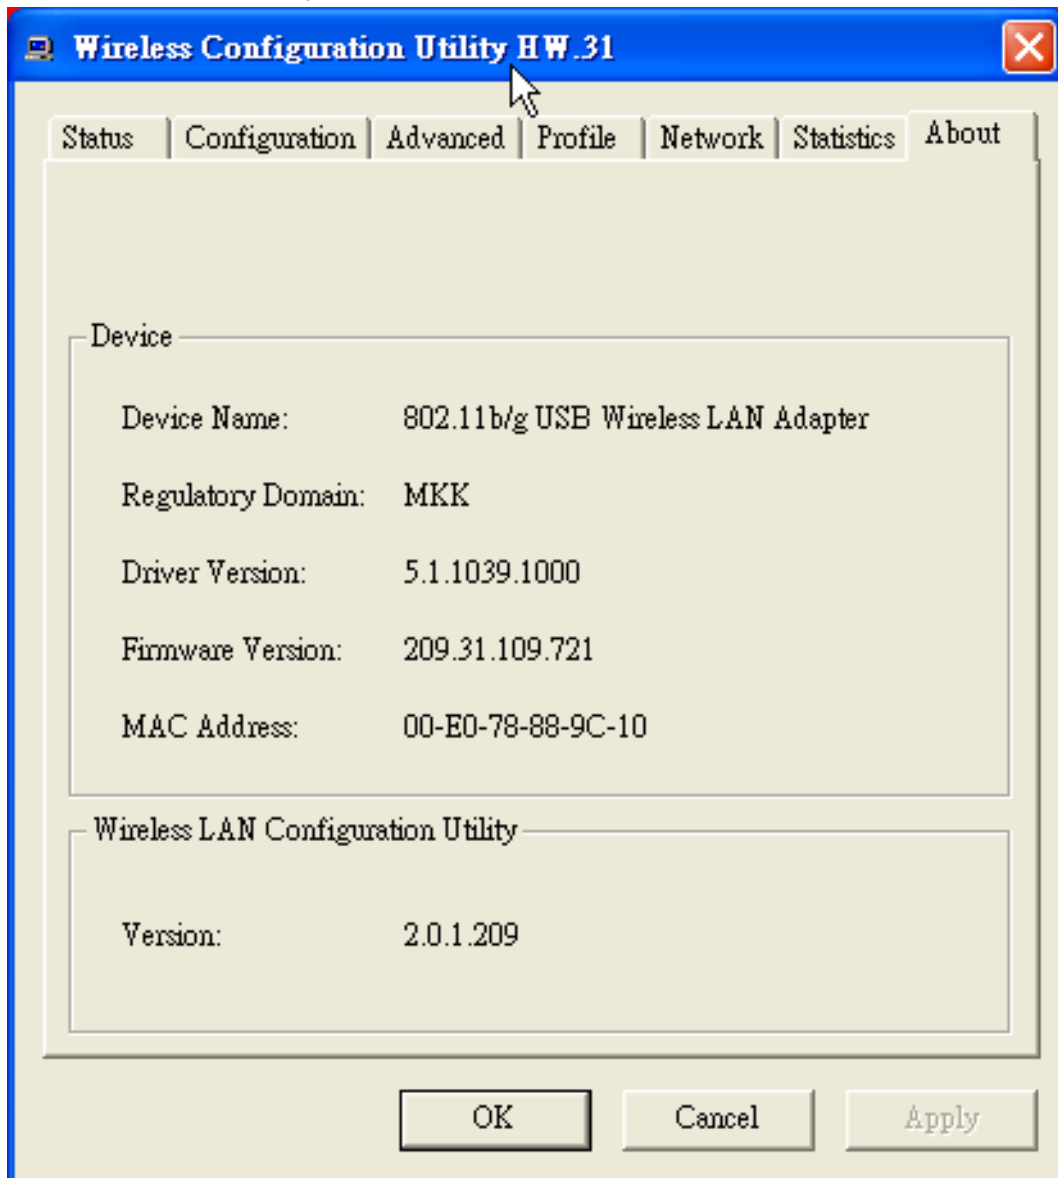 Wireless Configuration Utility HW.31
Status Configuration Advanced Profile Network Statistics About
Device
Device Name: 802.11b/g USB Wireless LAN Adapter
Regulatory Domain: MKK
Driver Version: 5.1.1039.1000
Firmware Version: 209.31.109.721
MAC Address: 00-E0-78-88-9C-10
Wireless LAN Configuration Utility
Version: 2.0.1.209
OK Cancel Apply